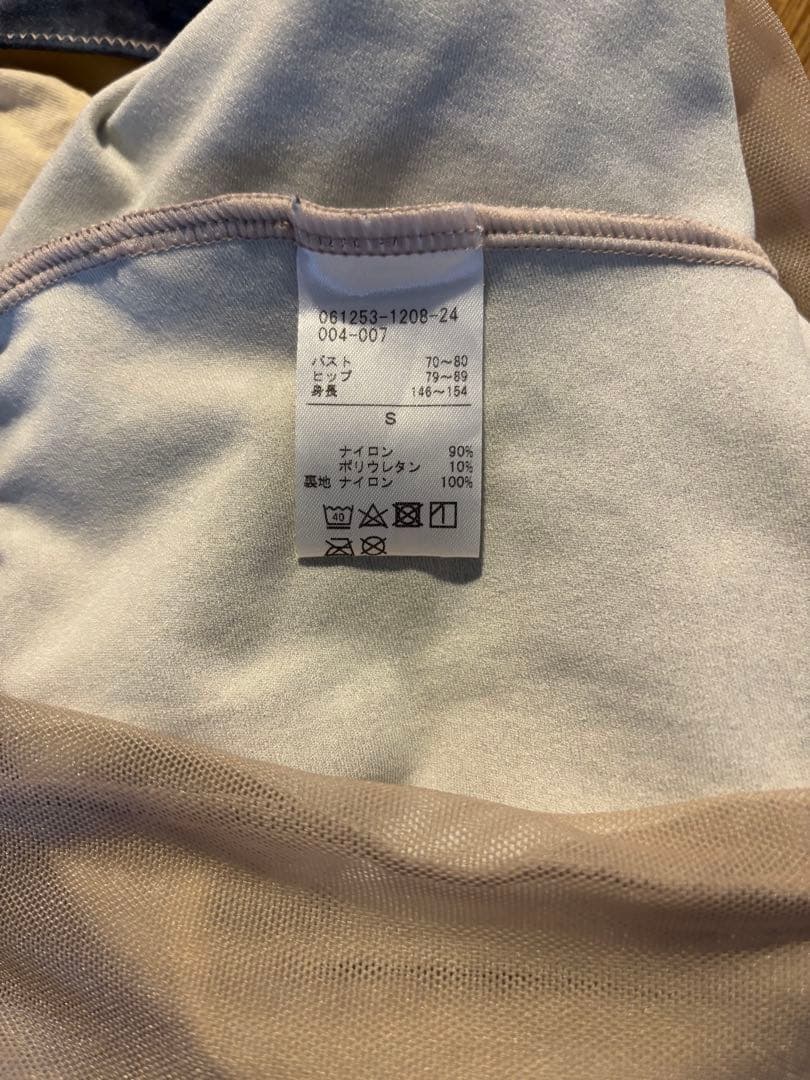 061253-1208-24
004-007
バスト 70〜80
ヒップ 79〜89
身長 146〜154
S
ナイロン 90%
ポリウレタン 10%
裏地 ナイロン 100%
40